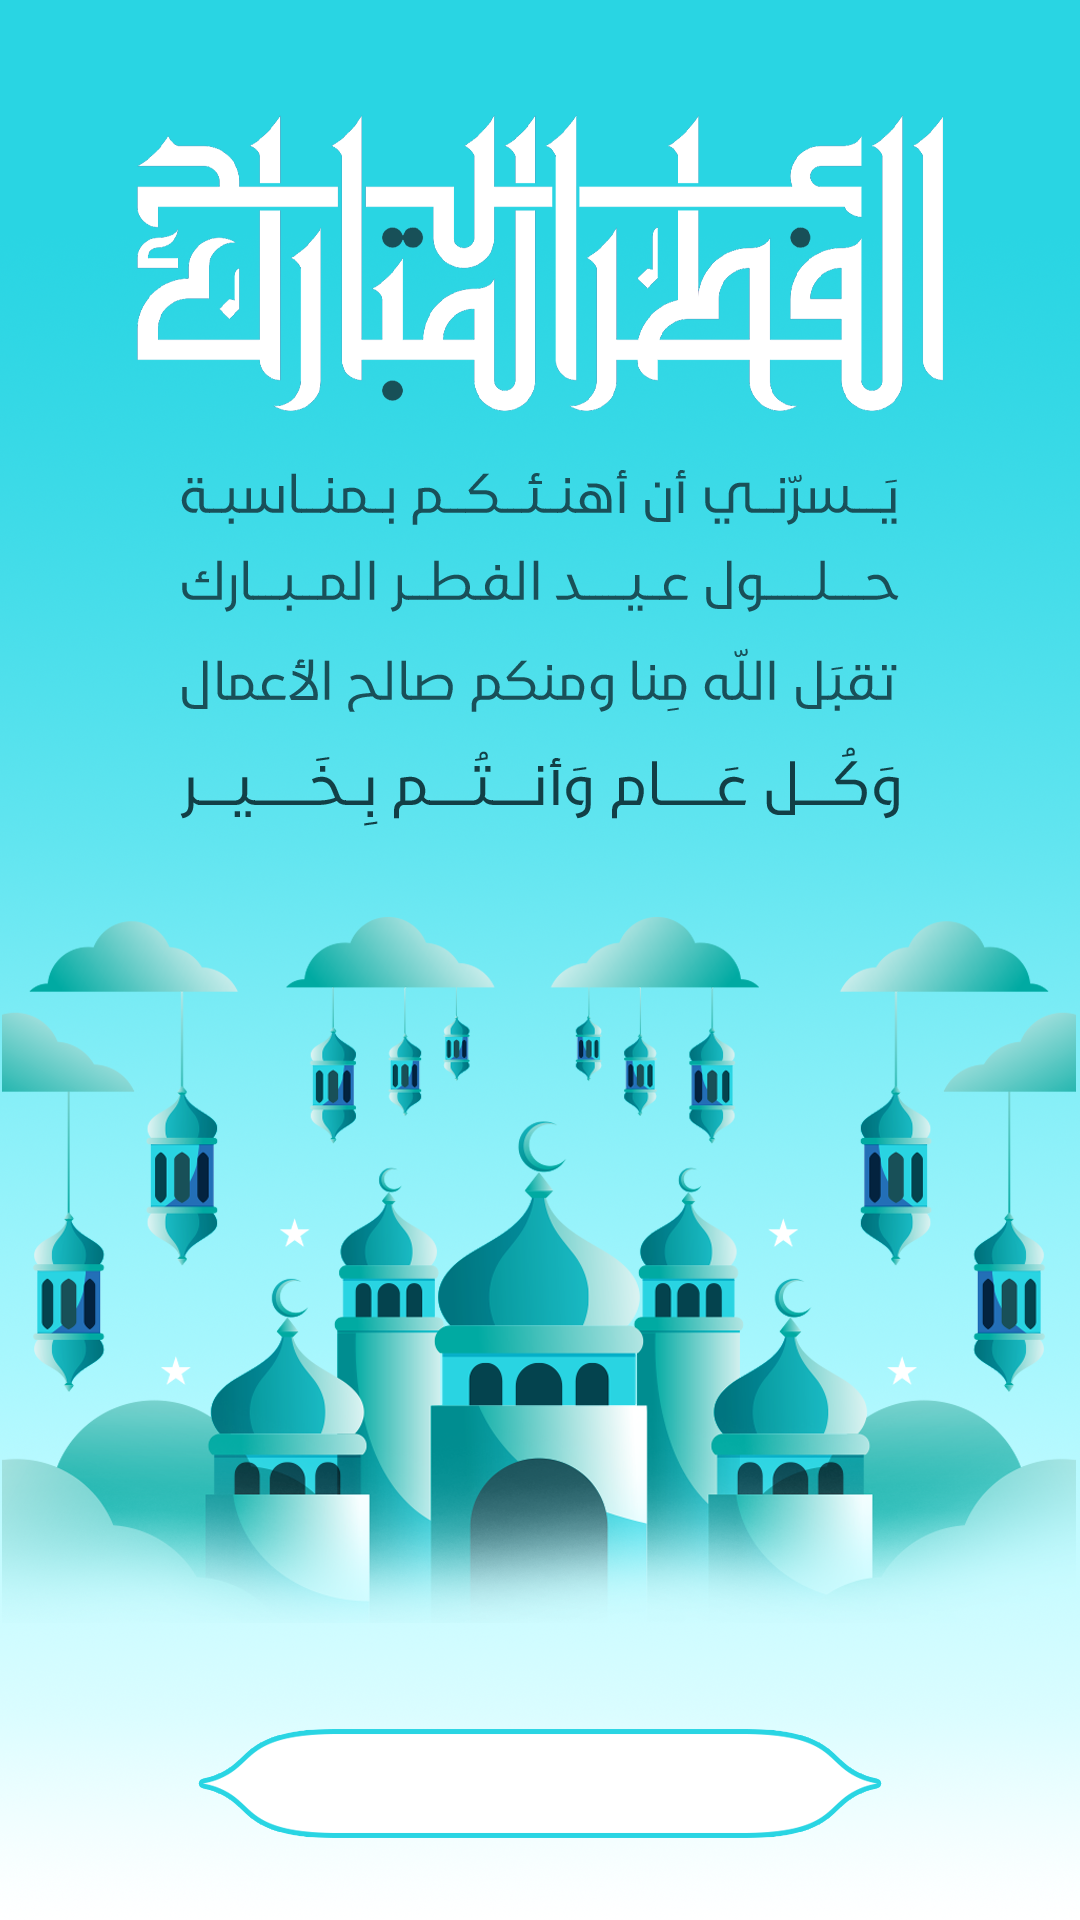 عيد الفطر المبارك
يَسرّني أن أهنئكم بمناسبة
حلول عيد الفطر المبارك
تقبَل اللّه مِنا ومنكم صالح الأعمال
وَكُل عَام وَأنتُم بِخَير